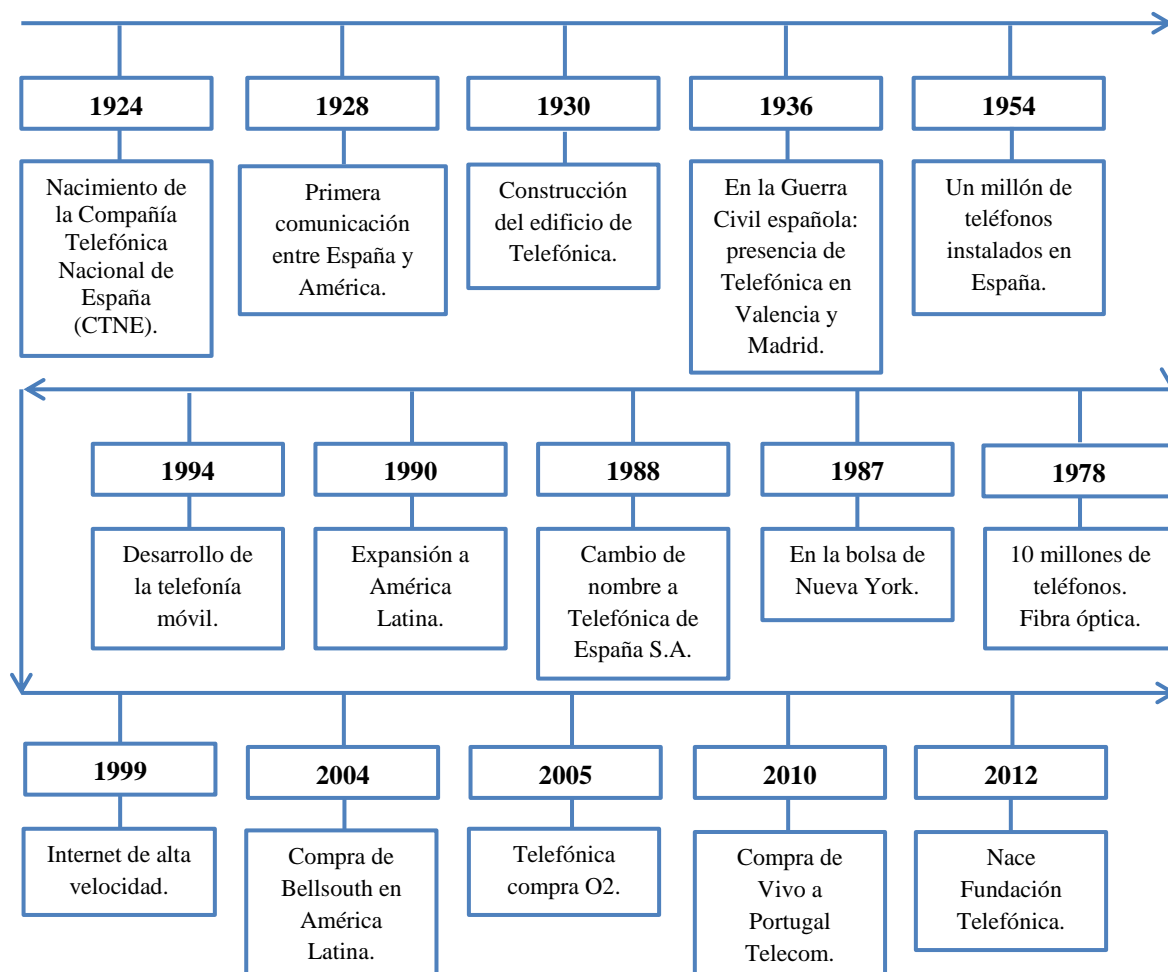 1924
Nacimiento de
la Compañía
Telefónica
Nacional de
España
(CTNE).
1928
Primera
comunicación
entre España y
América.
1930
Construcción
del edificio de
Telefónica.
1936
En la Guerra
Civil española:
presencia de
Telefónica en
Valencia y
Madrid.
1954
Un millón de
teléfonos
instalados en
España.
1994
Desarrollo de
la telefonía
móvil.
1990
Expansión a
América
Latina.
1988
Cambio de
nombre a
Telefónica de
España S.A.
1987
En la bolsa de
Nueva York.
1978
10 millones de
teléfonos.
Fibra óptica.
1999
Internet de alta
velocidad.
2004
Compra de
Bellsouth en
América
Latina.
2005
Telefónica
compra O2.
2010
Compra de
Vivo a
Portugal
Telecom.
2012
Nace
Fundación
Telefónica.